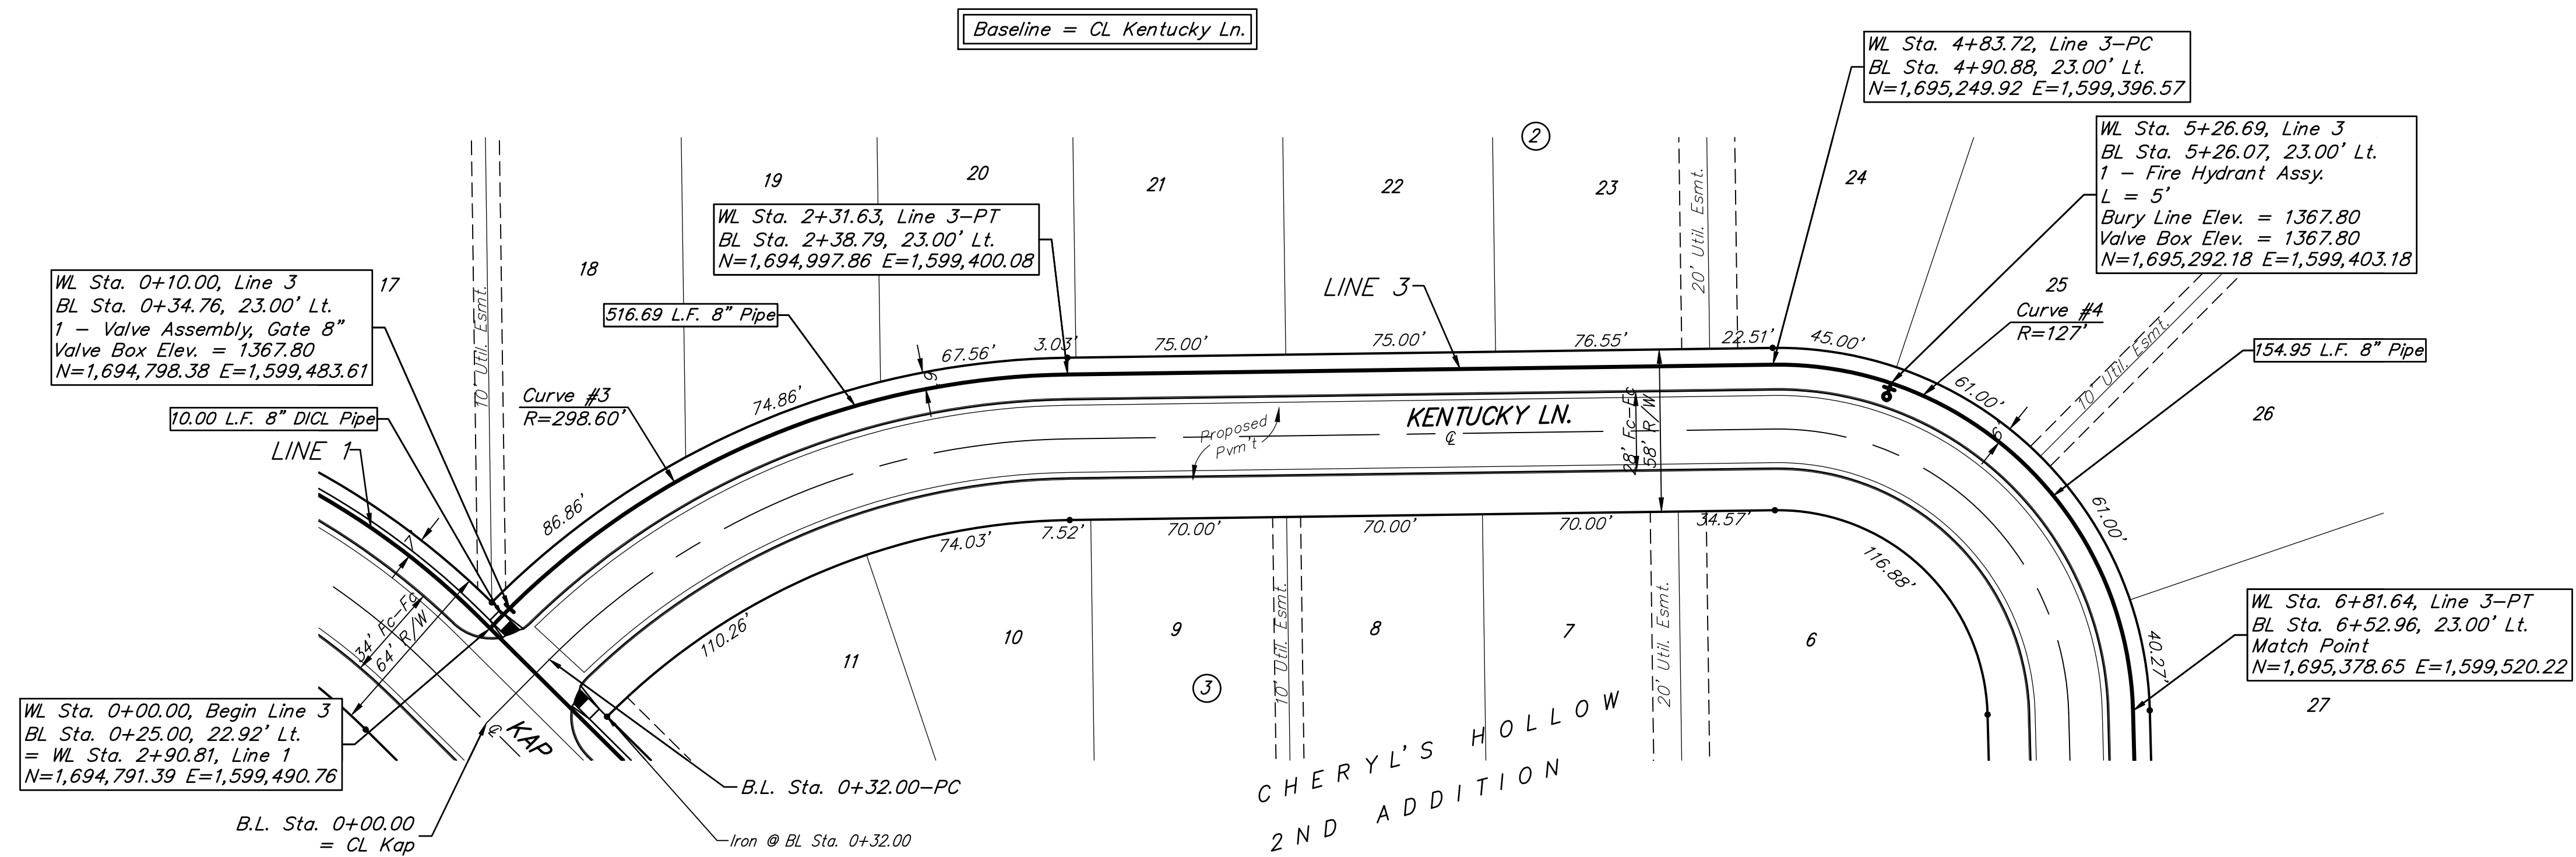 Baseline = CL Kentucky Ln.
WL Sta. 4+83.72, Line 3-PC
BL Sta. 4+90.88, 23.00' Lt.
N=1,695,249.92 E=1,599,396.57
WL Sta. 5+26.69, Line 3
BL Sta. 5+26.07, 23.00' Lt.
1 - Fire Hydrant Assy.
L = 5'
Bury Line Elev. = 1367.80
Valve Box Elev. = 1367.80
N=1,695,292.18 E=1,599,403.18
2
19
20
21
22
23
24
20' Util. Esmt.
WL Sta. 2+31.63, Line 3-PT
BL Sta. 2+38.79, 23.00' Lt.
N=1,694,997.86 E=1,599,400.08
WL Sta. 0+10.00, Line 3
BL Sta. 0+34.76, 23.00' Lt.
1 - Valve Assembly, Gate 8"
Valve Box Elev. = 1367.80
N=1,694,798.38 E=1,599,483.61
17
18
10' Util. Esmt.
516.69 L.F. 8" Pipe
LINE 3
25
Curve #4
R=127'
10' Util. Esmt.
154.95 L.F. 8" Pipe
67.56'
3.03'
75.00'
75.00'
76.55'
22.51'
45.00'
6'
74.86'
61.00'
Curve #3
R=298.60'
10.00 L.F. 8" DICL Pipe
LINE 1
86.86'
Proposed
Pvm't
KENTUCKY LN.
CL
28' Fc-Fc
58' R/W
6'
26
61.00'
7'
34' Fc-Fc
64' R/W
74.03'
7.52'
70.00'
70.00'
70.00'
34.57'
116.88'
110.26'
11
10
9
10' Util. Esmt.
8
7
20' Util. Esmt.
6
40.27'
WL Sta. 6+81.64, Line 3-PT
BL Sta. 6+52.96, 23.00' Lt.
Match Point
N=1,695,378.65 E=1,599,520.22
27
3
WL Sta. 0+00.00, Begin Line 3
BL Sta. 0+25.00, 22.92' Lt.
= WL Sta. 2+90.81, Line 1
N=1,694,791.39 E=1,599,490.76
CL
KAP
B.L. Sta. 0+32.00-PC
B.L. Sta. 0+00.00
= CL Kap
Iron @ BL Sta. 0+32.00
CHERYL'S HOLLOW
2ND ADDITION